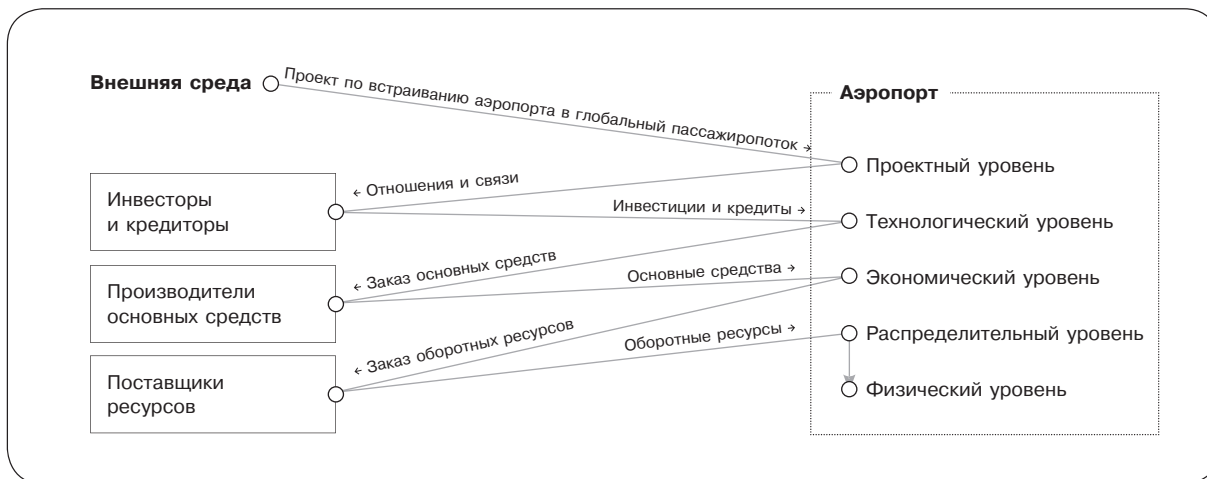 Внешняя среда
Проект по встраиванию аэропорта в глобальный пассажиропоток →
Аэропорт
Проектный уровень
← Отношения и связи
Инвесторы
и кредиторы
Инвестиции и кредиты →
Технологический уровень
← Заказ основных средств
Основные средства →
Экономический уровень
Производители
основных средств
← Заказ оборотных ресурсов
Оборотные ресурсы →
Распределительный уровень
Поставщики
ресурсов
Физический уровень